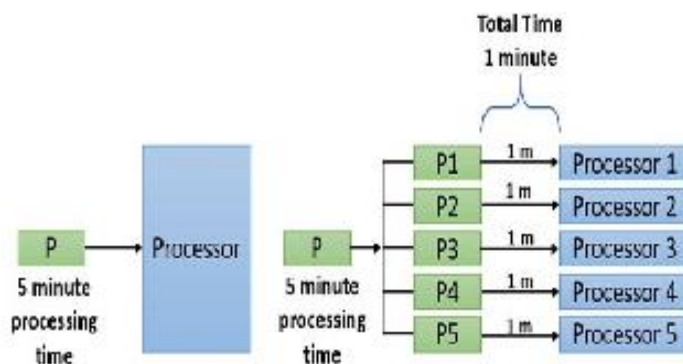 Total Time
1 minute
P
5 minute
processing
time
Processor
P
5 minute
processing
time
P1
1 m
Processor 1
P2
1 m
Processor 2
P3
1 m
Processor 3
P4
1 m
Processor 4
P5
1 m
Processor 5